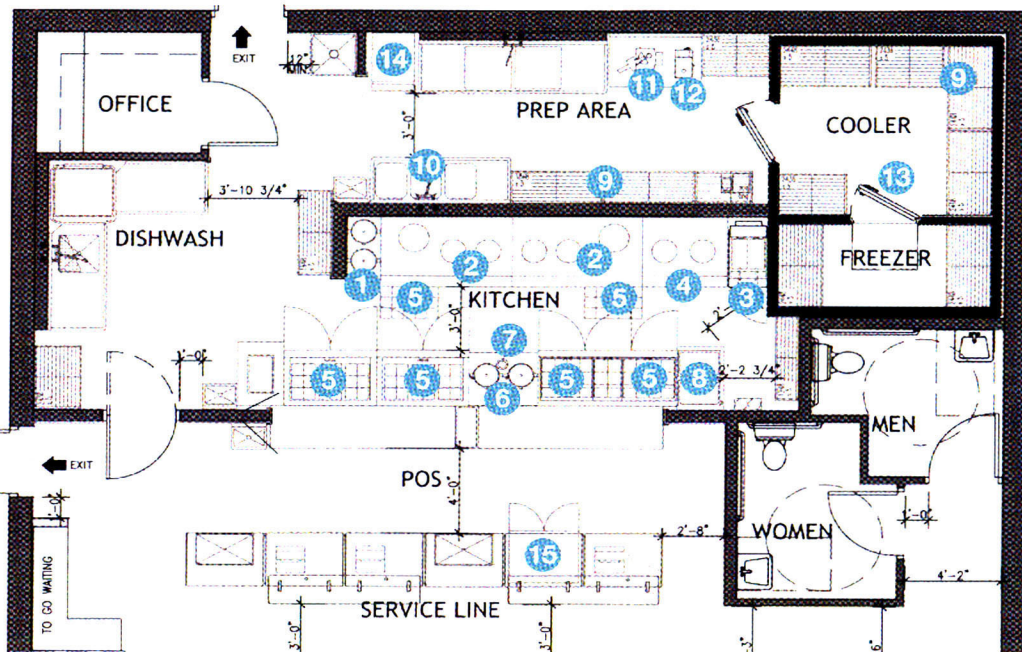 EXIT
12"
MIN.
14
11
12
9
OFFICE
PREP AREA
COOLER
3'-0"
10
9
13
3'-10 3/4"
DISHWASH
FREEZER
1
2
2
4
3
5
KITCHEN
5
3'-0"
7
1'-0"
5
5
6
5
5
8
2'-2 3/4"
MEN
EXIT
POS
4'-0"
WOMEN
1'-0"
2'-8"
15
4'-2"
TO GO WAITING
SERVICE LINE
3'-0"
3'-0"